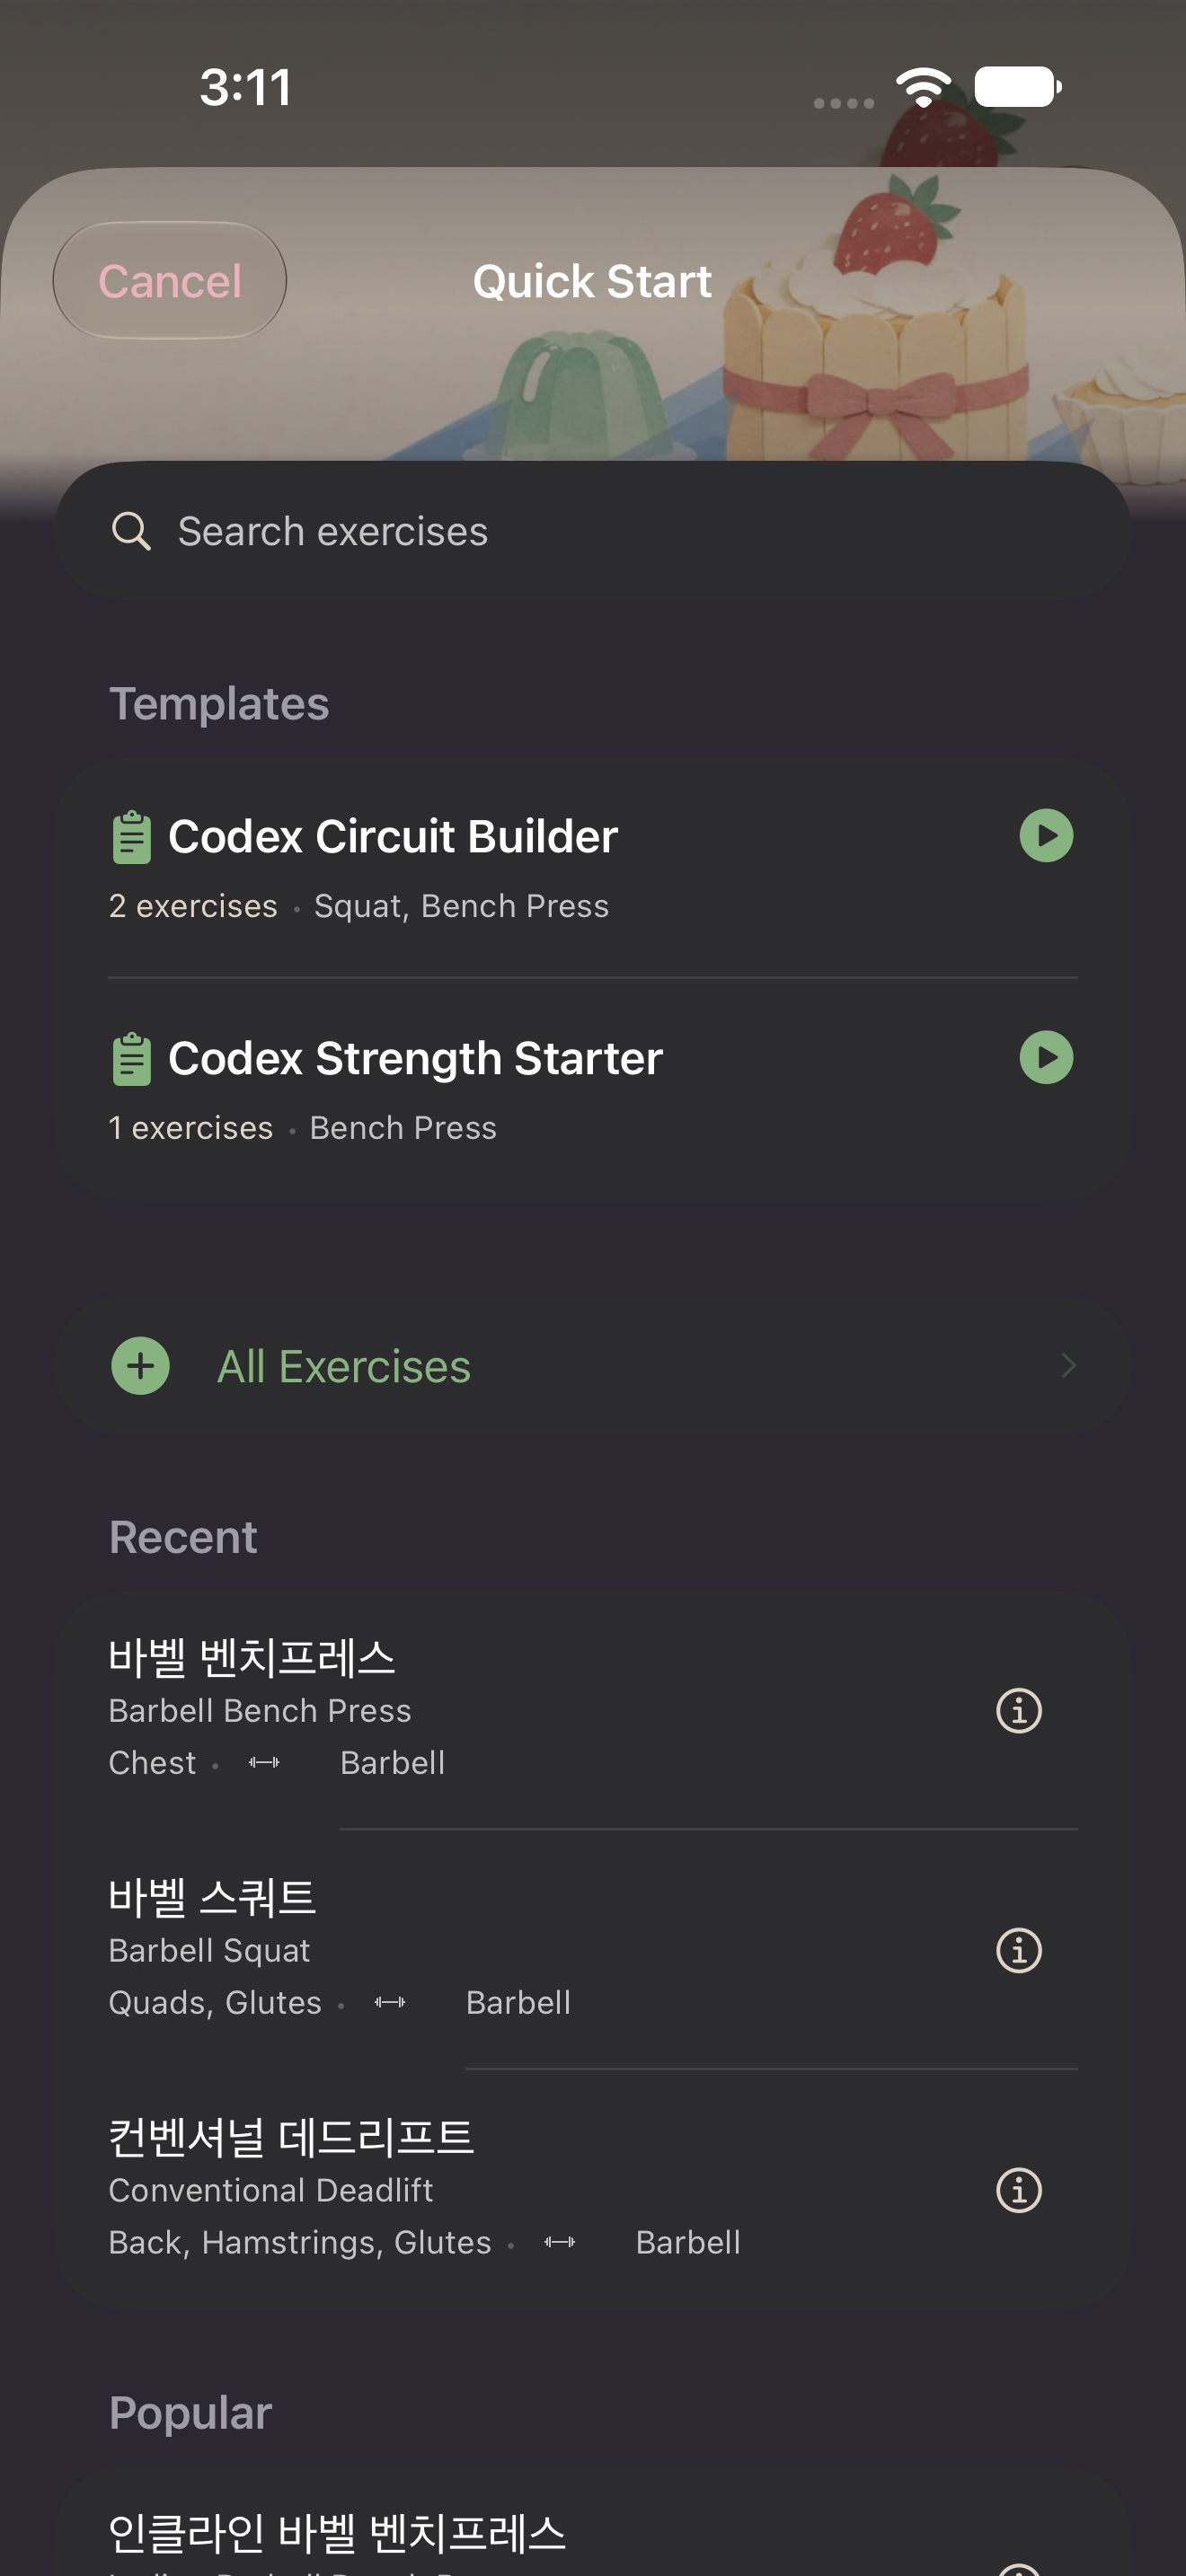 3:11
Cancel
Quick Start
Search exercises
Templates
Codex Circuit Builder
2 exercises • Squat, Bench Press
Codex Strength Starter
1 exercises • Bench Press
All Exercises
Recent
바벨 벤치프레스
Barbell Bench Press
Chest • Barbell
바벨 스쿼트
Barbell Squat
Quads, Glutes • Barbell
컨벤셔널 데드리프트
Conventional Deadlift
Back, Hamstrings, Glutes • Barbell
Popular
인클라인 바벨 벤치프레스